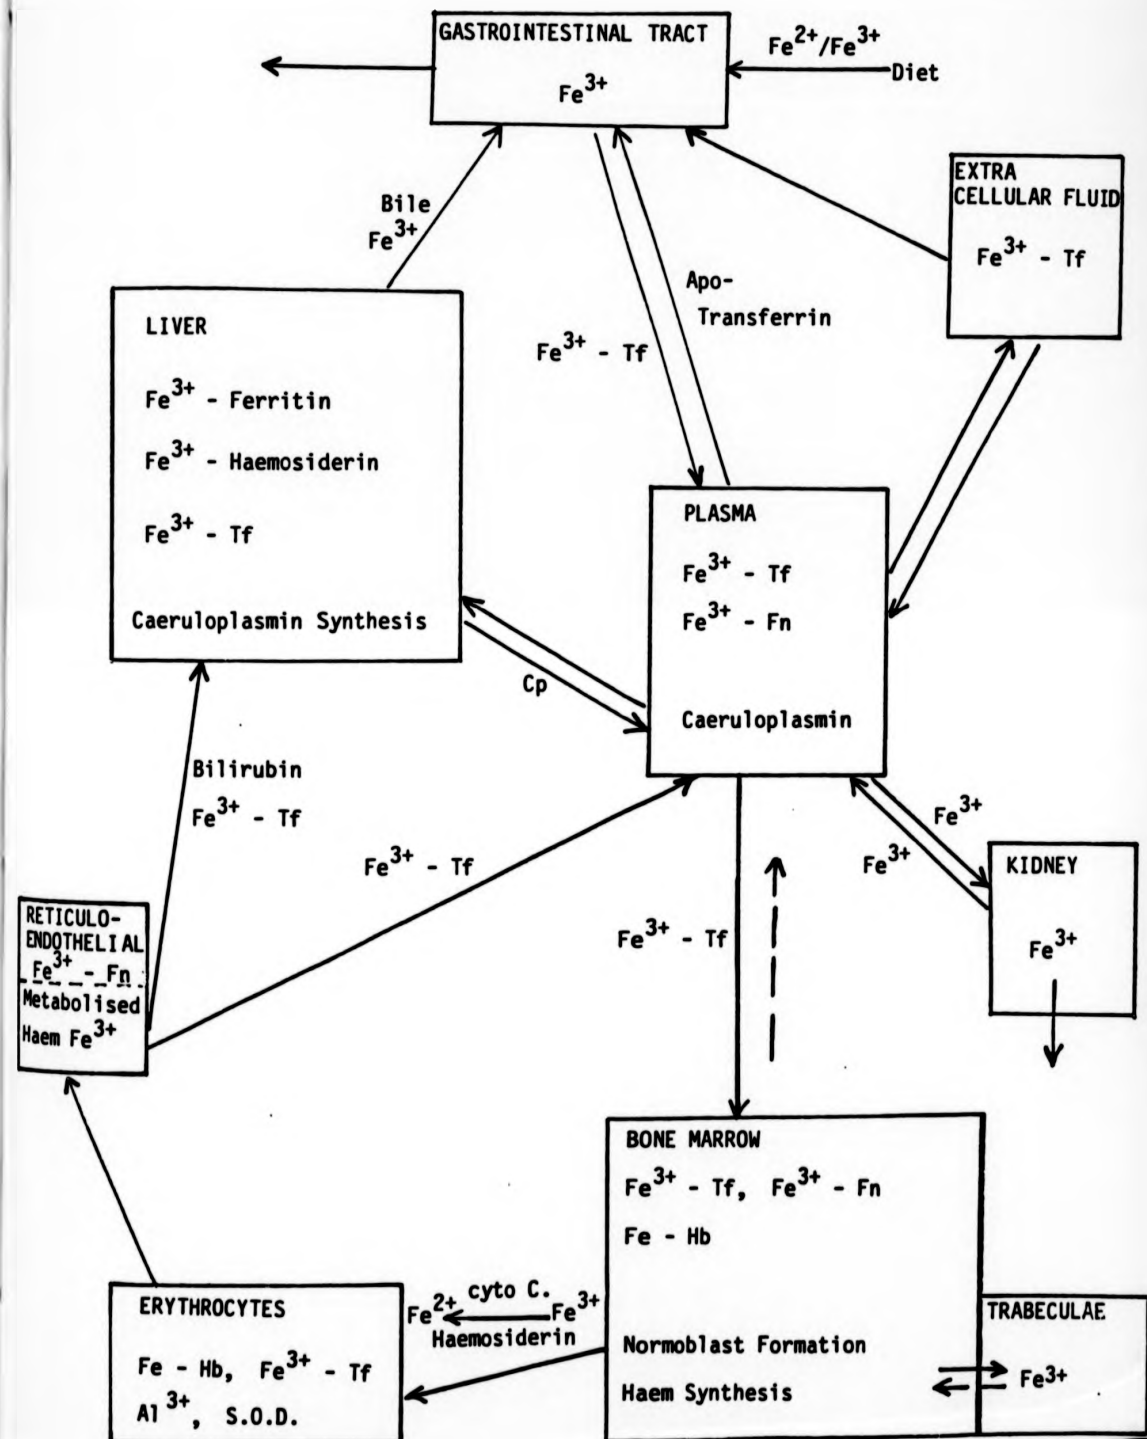 GASTROINTESTINAL TRACT
Fe3+
Fe2+/Fe3+
Diet
EXTRA
CELLULAR FLUID
Fe3+ - Tf
Bile
Fe3+
Apo-
Transferrin
Fe3+ - Tf
LIVER
Fe3+ - Ferritin
Fe3+ - Haemosiderin
Fe3+ - Tf
Caeruloplasmin Synthesis
PLASMA
Fe3+ - Tf
Fe3+ - Fn
Caeruloplasmin
Cp
Bilirubin
Fe3+ - Tf
Fe3+ - Tf
Fe3+
Fe3+
KIDNEY
Fe3+
Fe3+ - Tf
RETICULO-
ENDOTHELIAL
Fe3+ - Fn
Metabolised
Haem Fe3+
BONE MARROW
Fe3+ - Tf, Fe3+ - Fn
Fe - Hb
Normoblast Formation
Haem Synthesis
TRABECULAE
Fe3+
Fe2+ cyto C. Fe3+
Haemosiderin
ERYTHROCYTES
Fe - Hb, Fe3+ - Tf
Al3+, S.O.D.